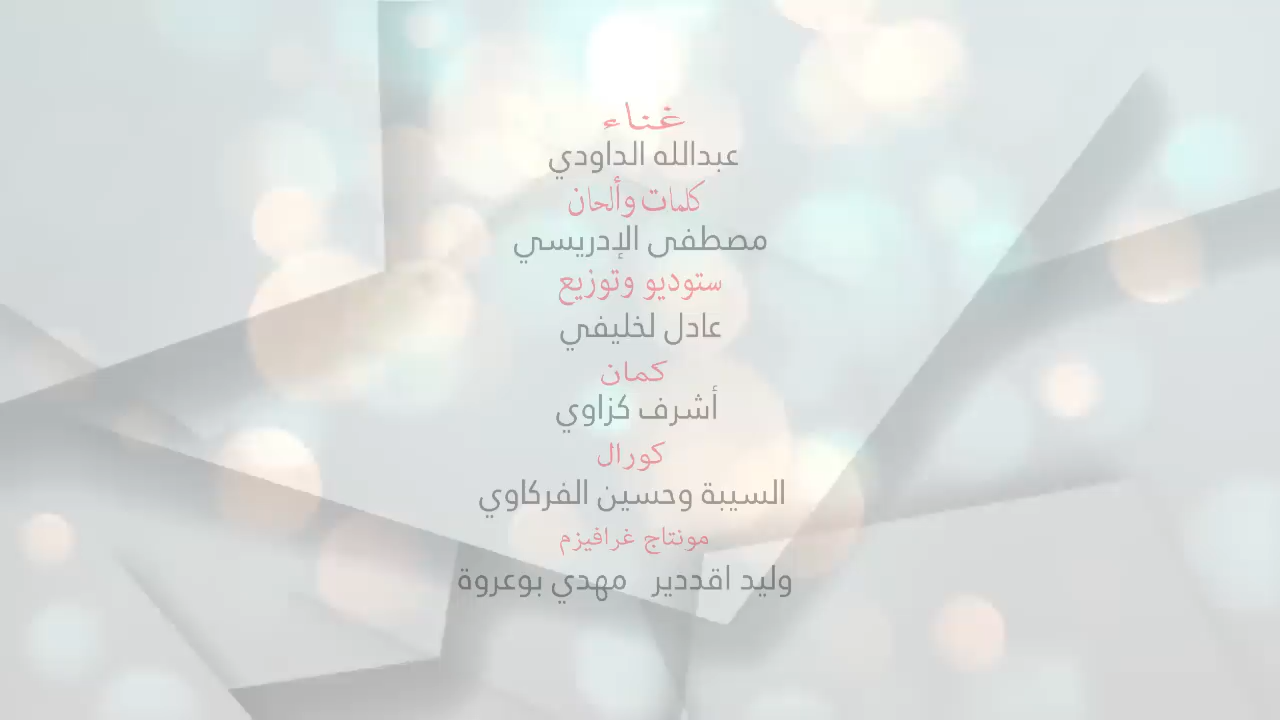 غناء
عبدالله الداودي
كلمات وألحان
مصطفى الإدريسي
ستوديو وتوزيع
عادل لخليفي
كمان
أشرف كزاوي
كورال
السيبة وحسين الفركاوي
مونتاج غرافيزم
وليد اقددير مهدي بوعروة